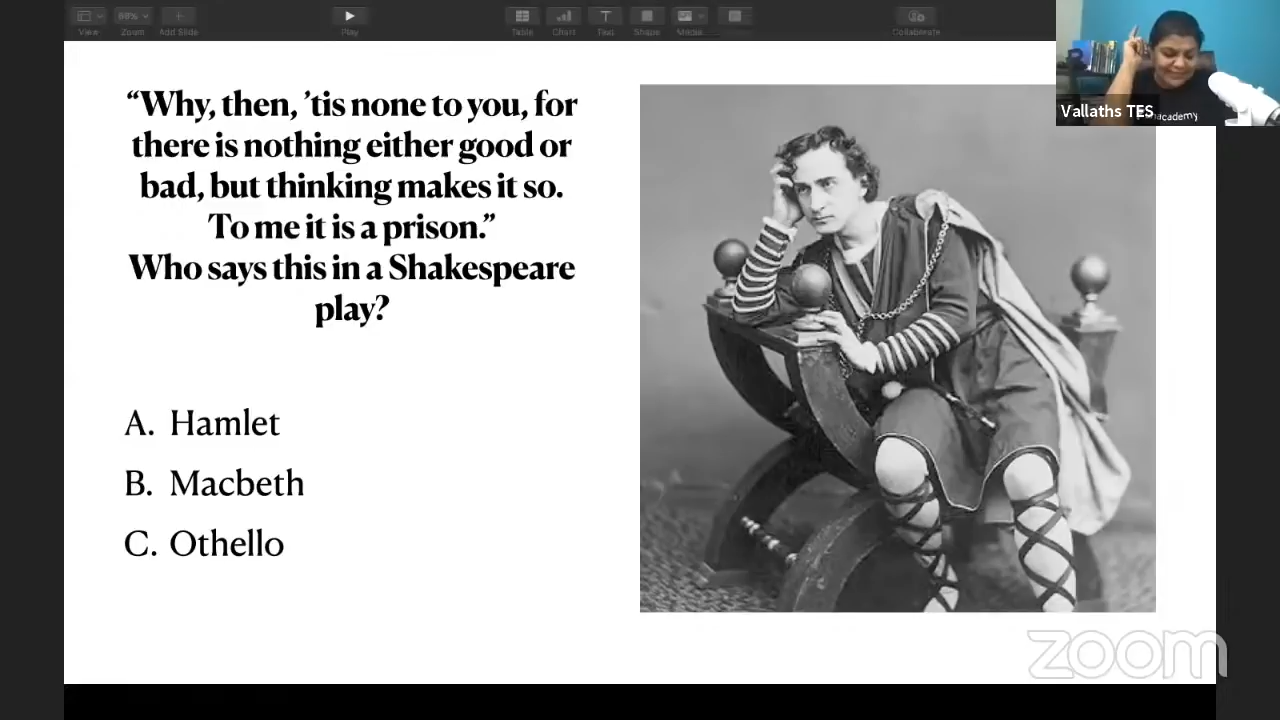 View
Zoom
Add Slide
Play
Table
Chart
Text
Shape
Media
Collaborate
“Why, then, ’tis none to you, for
there is nothing either good or
bad, but thinking makes it so.
To me it is a prison.”
Who says this in a Shakespeare
play?
A. Hamlet
B. Macbeth
C. Othello
Vallaths TES
zoom